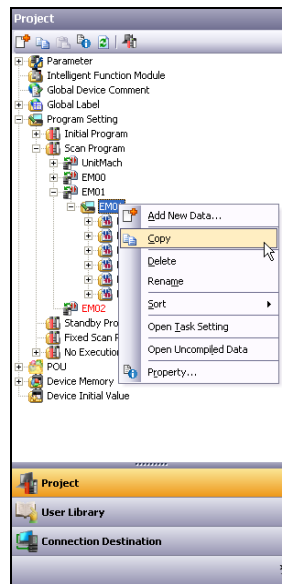 Project
Parameter
Intelligent Function Module
Global Device Comment
Global Label
Program Setting
Initial Program
Scan Program
UnitMach
EM00
EM01
Add New Data...
Copy
Delete
Rename
Sort
Open Task Setting
Open Uncompiled Data
Property...
EM02
Standby Pro
Fixed Scan
No Execution
POU
Device Memory
Device Initial Value
Project
User Library
Connection Destination